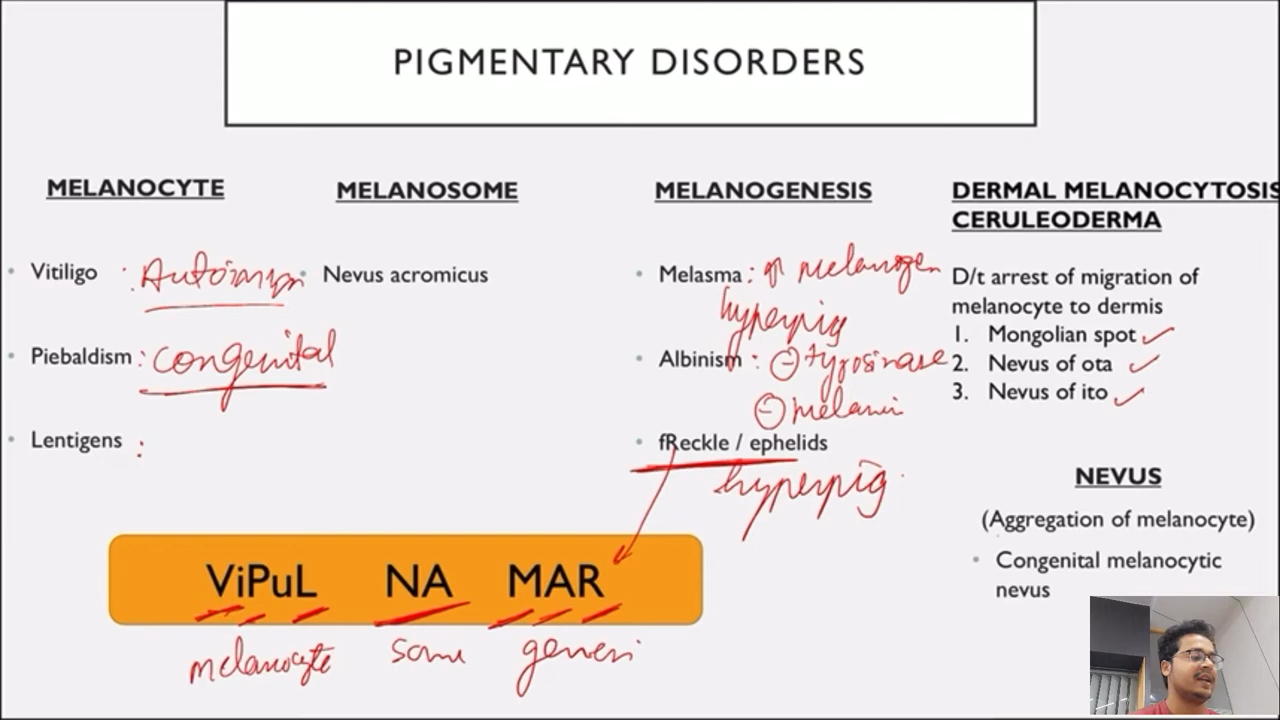 PIGMENTARY DISORDERS
MELANOCYTE
• Vitiligo : Autoimm
• Piebaldism : congenital
• Lentigens :
MELANOSOME
• Nevus acromicus
MELANOGENESIS
• Melasma : melanogen
hyperpig
• Albinism : ⊖ tyrosinase
⊖ melanin
• fReckle / ephelids
hyperpig
DERMAL MELANOCYTOSIS
CERULEODERMA
D/t arrest of migration of
melanocyte to dermis
1. Mongolian spot ✓
2. Nevus of ota ✓
3. Nevus of ito ✓
NEVUS
(Aggregation of melanocyte)
• Congenital melanocytic
nevus
ViPuL NA MAR
melanocyte some genesi